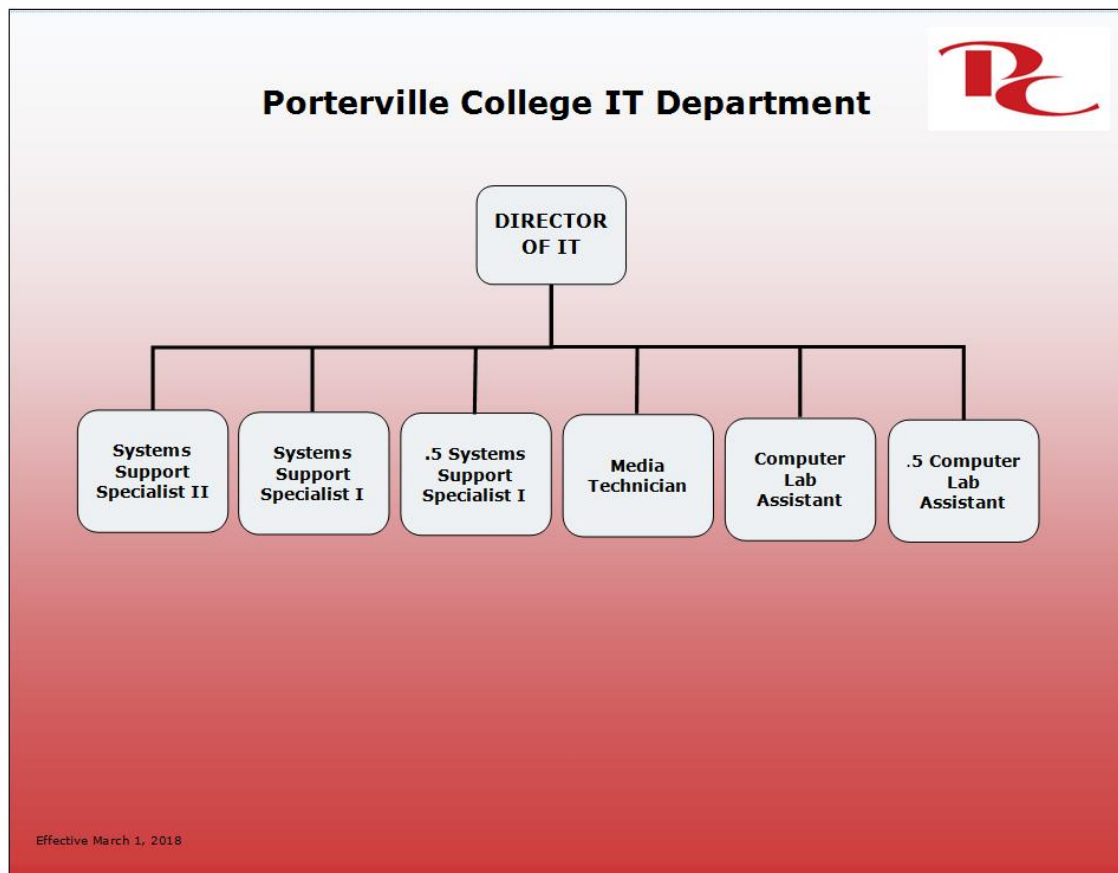 Porterville College IT Department
PC
DIRECTOR
OF IT
Systems
Support
Specialist II
Systems
Support
Specialist I
.5 Systems
Support
Specialist I
Media
Technician
Computer
Lab
Assistant
.5 Computer
Lab
Assistant
Effective March 1, 2018